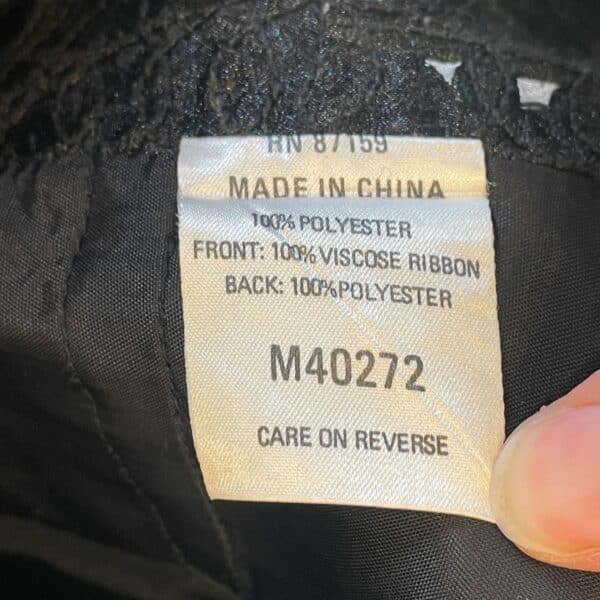 RN 87159
MADE IN CHINA
100% POLYESTER
FRONT: 100% VISCOSE RIBBON
BACK: 100% POLYESTER
M40272
CARE ON REVERSE